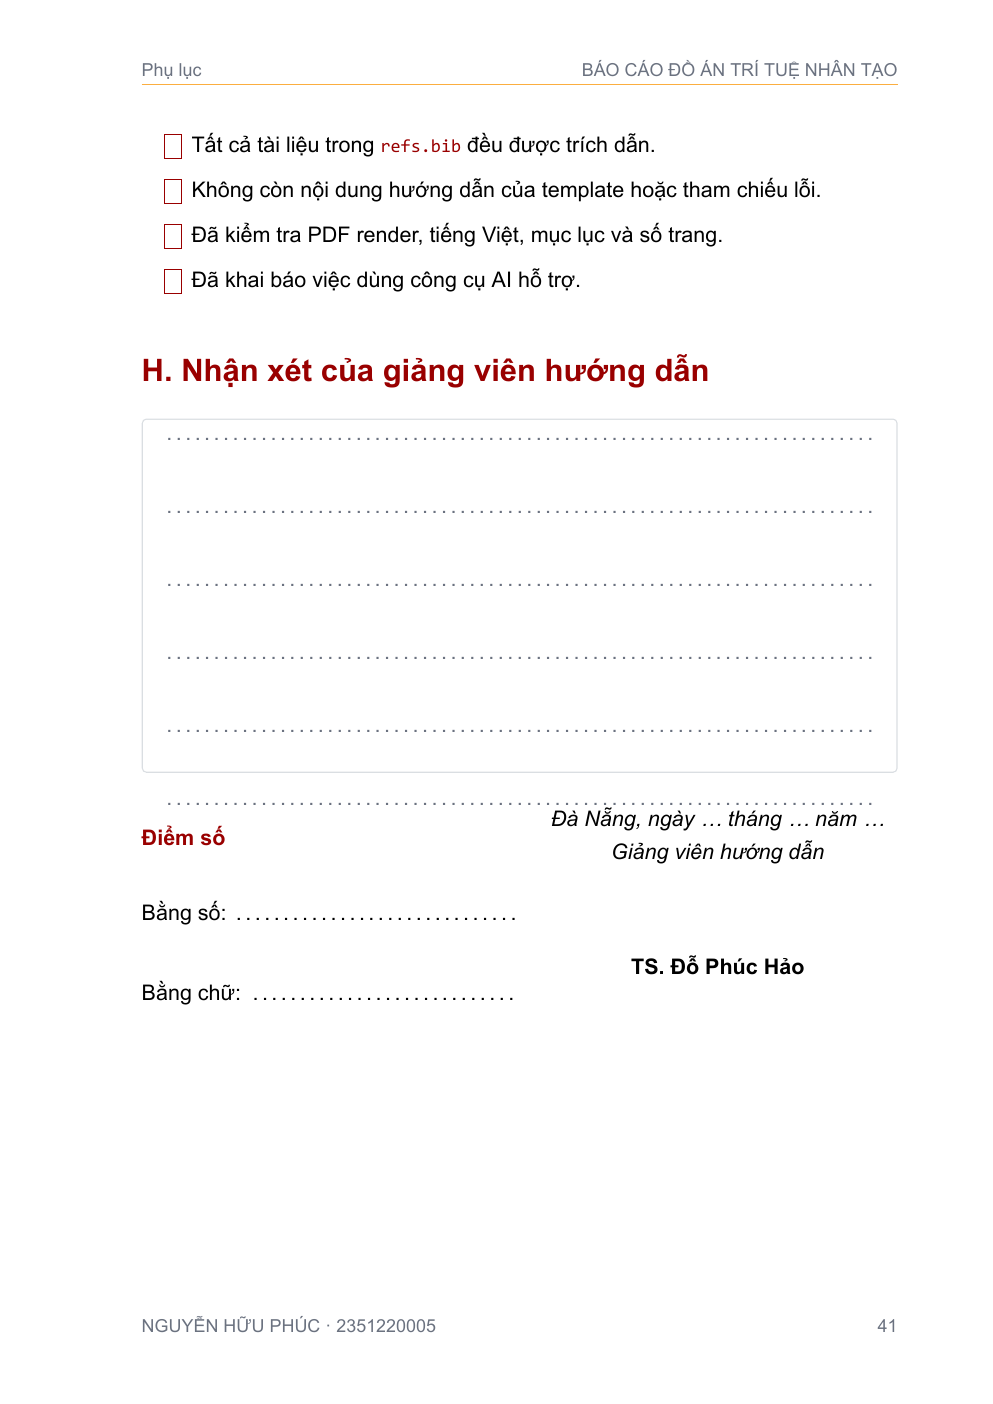 Phụ lục BÁO CÁO ĐỒ ÁN TRÍ TUỆ NHÂN TẠO
Tất cả tài liệu trong refs.bib đều được trích dẫn.
Không còn nội dung hướng dẫn của template hoặc tham chiếu lỗi.
Đã kiểm tra PDF render, tiếng Việt, mục lục và số trang.
Đã khai báo việc dùng công cụ AI hỗ trợ.
H. Nhận xét của giảng viên hướng dẫn
Đà Nẵng, ngày … tháng … năm …
Điểm số
Giảng viên hướng dẫn
Bằng số: ..............................
TS. Đỗ Phúc Hảo
Bằng chữ: ............................
NGUYỄN HỮU PHÚC · 2351220005 41